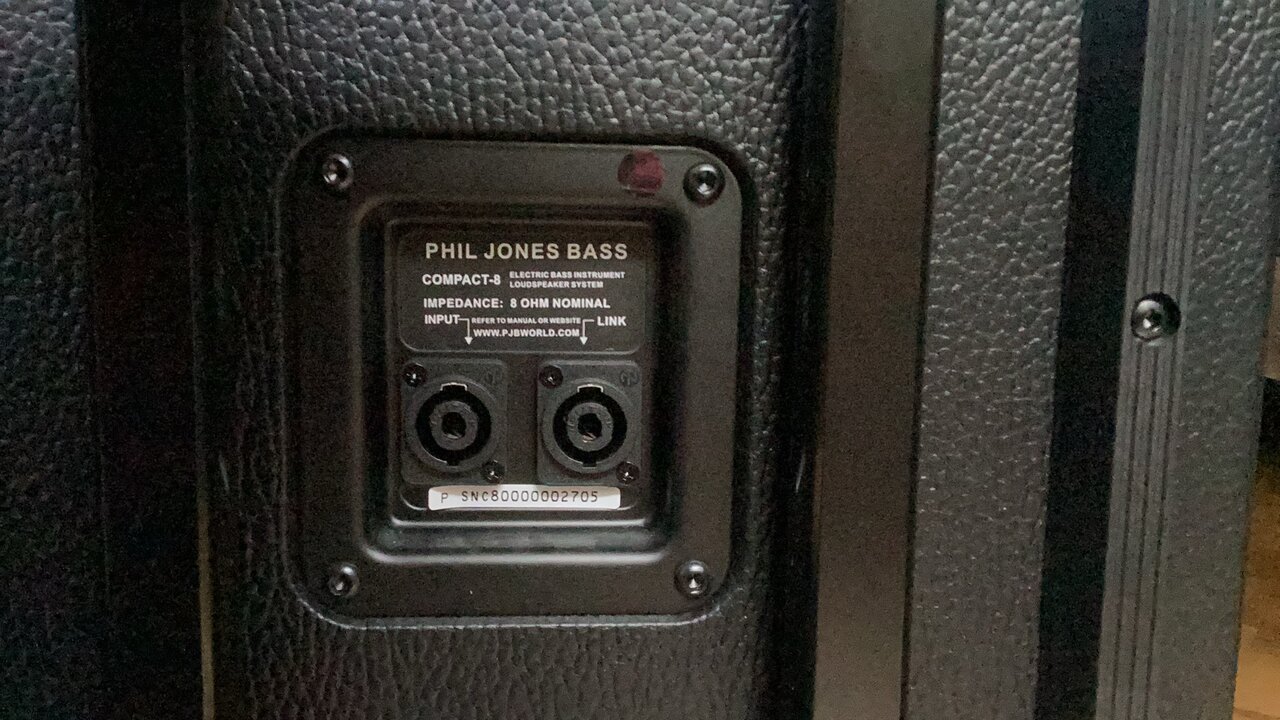 PHIL JONES BASS
COMPACT-8 ELECTRIC BASS INSTRUMENT
LOUDSPEAKER SYSTEM
IMPEDANCE: 8 OHM NOMINAL
INPUT REFER TO MANUAL OR WEBSITE LINK
WWW.PJBWORLD.COM
P SNC80000002705